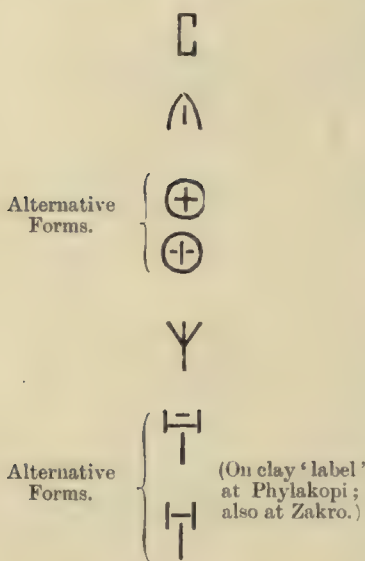 Alternative
Forms.
Alternative
Forms.
(On clay ‘label’
at Phylakopi ;
also at Zakro.)